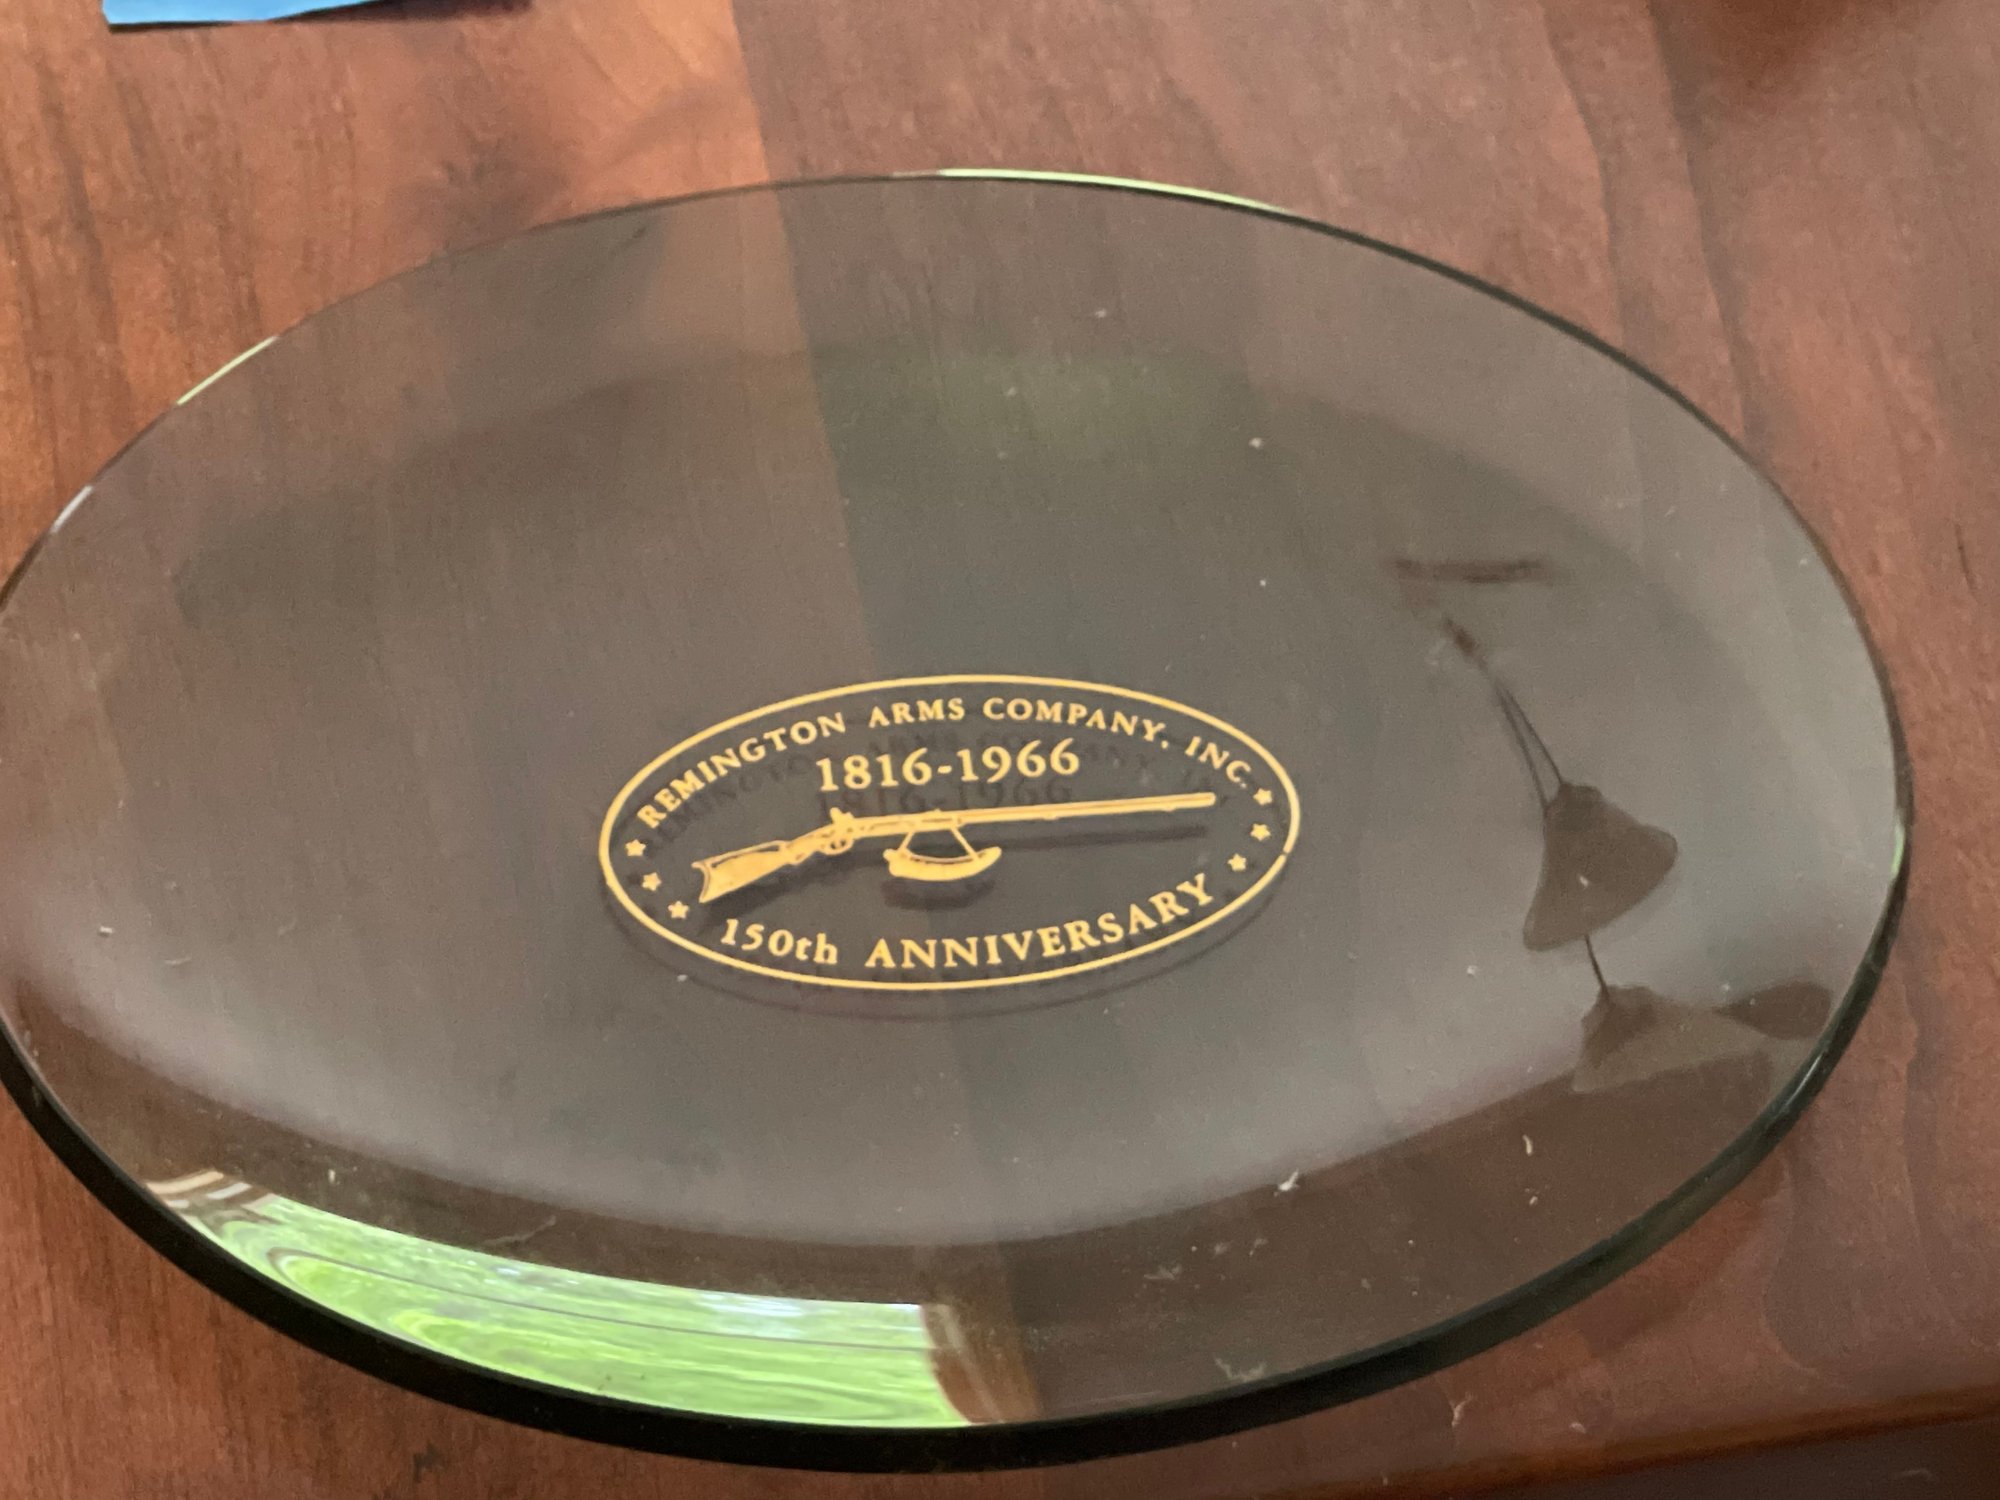 REMINGTON ARMS COMPANY, INC.
1816-1966
150th ANNIVERSARY